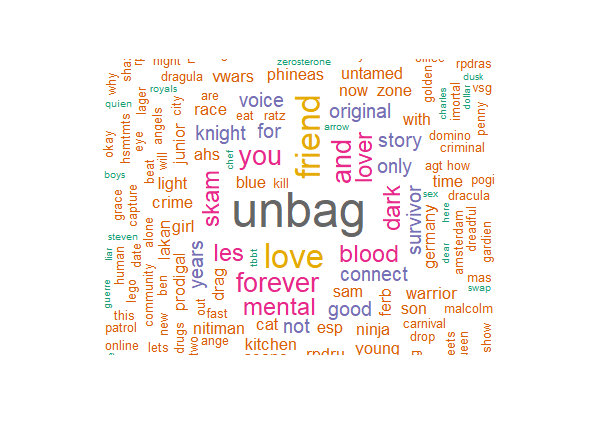 why
sha:
night
zerosterone
rpdras
dusk
dracula
royals
vwars
phineas
untamed
now
zone
golden
imortal
charles
dollar
vsg
penny
quien
lager
city
are
race
voice
eat
ratz
friend
arrow
original
with
okay
hsmtmts
eye
angels
junior
knight
for
and
lover
story
domino
criminal
beat
will
ahs
chef
you
only
agt
how
boys
light
blue
kill
time
pogi
grace
capture
crime
skam
unbag
dark
survivor
sex
dracula
steven
alone
lakan
girl
germany
dear
here
amsterdam
dreadful
gardien
liar
human
date
community
years
les
tbbt
love
blood
connect
mas
swap
guerre
lego
ben
prodigal
drag
forever
sam
ferb
warrior
this
new
out
fast
mental
good
son
malcolm
patrol
drugs
nitiman
cat
not
esp
ninja
carnival
drop
online
lets
two
ange
kitchen
rpdru
young
show